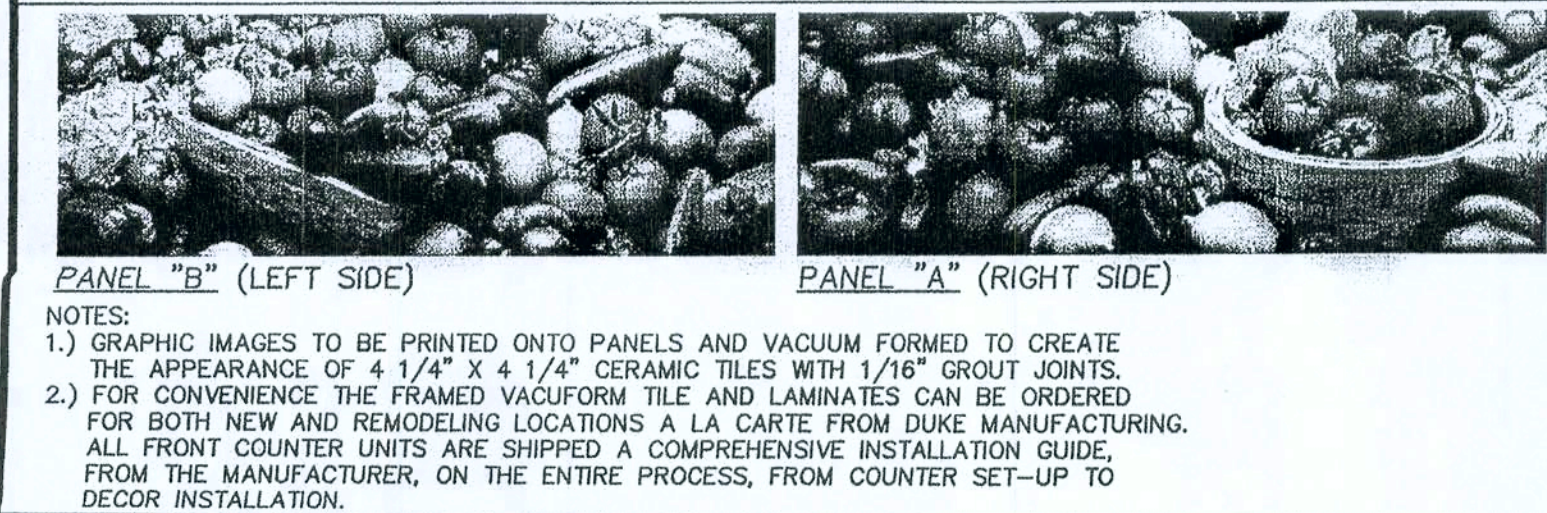 PANEL "B" (LEFT SIDE)
PANEL "A" (RIGHT SIDE)
NOTES:
1.) GRAPHIC IMAGES TO BE PRINTED ONTO PANELS AND VACUUM FORMED TO CREATE
THE APPEARANCE OF 4 1/4" X 4 1/4" CERAMIC TILES WITH 1/16" GROUT JOINTS.
2.) FOR CONVENIENCE THE FRAMED VACUFORM TILE AND LAMINATES CAN BE ORDERED
FOR BOTH NEW AND REMODELING LOCATIONS A LA CARTE FROM DUKE MANUFACTURING.
ALL FRONT COUNTER UNITS ARE SHIPPED A COMPREHENSIVE INSTALLATION GUIDE,
FROM THE MANUFACTURER, ON THE ENTIRE PROCESS, FROM COUNTER SET-UP TO
DECOR INSTALLATION.